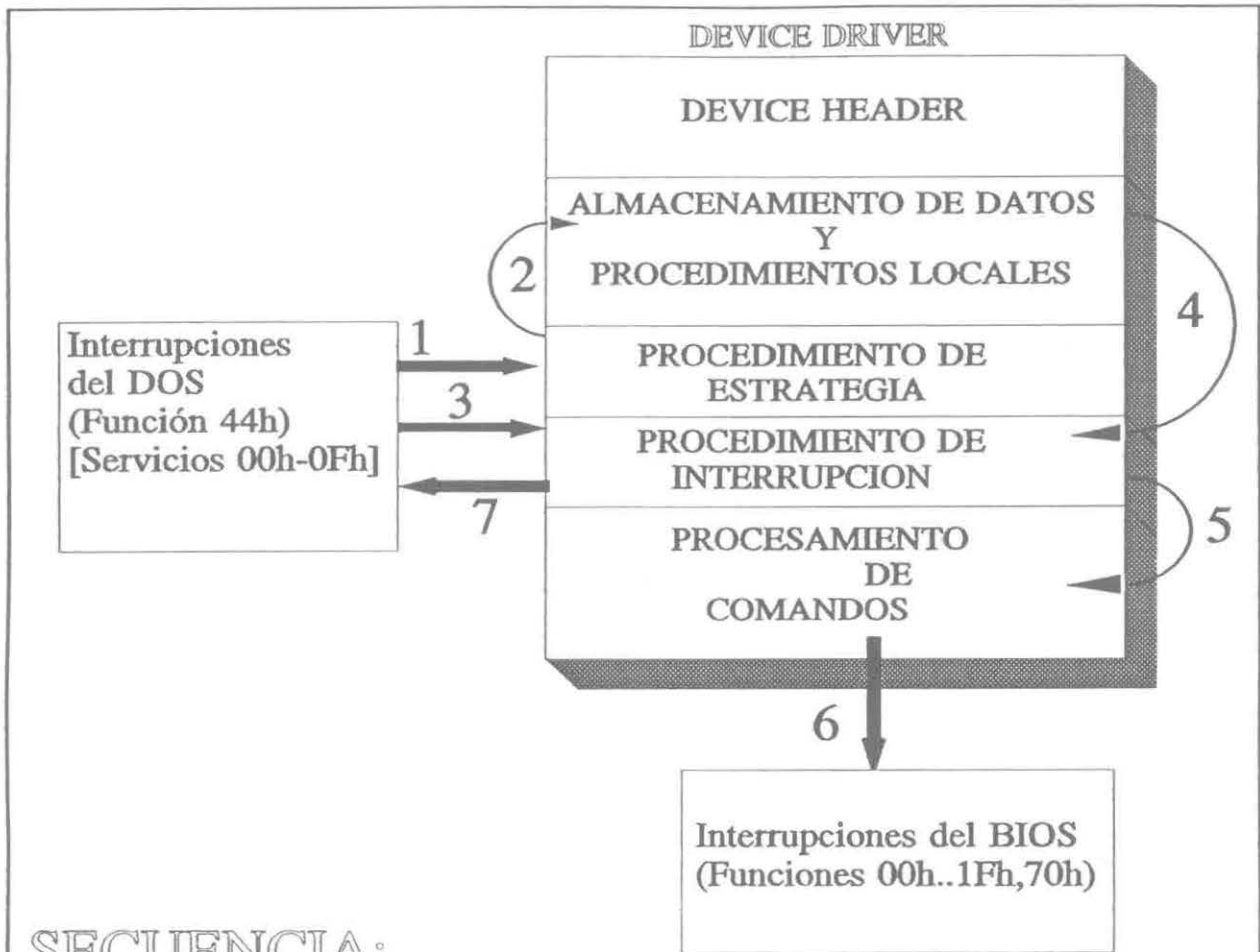 DEVICE DRIVER
DEVICE HEADER
ALMACENAMIENTO DE DATOS
Y
PROCEDIMIENTOS LOCALES
2
4
Interrupciones
del DOS
(Función 44h)
[Servicios 00h-0Fh]
1
3
7
PROCEDIMIENTO DE
ESTRATEGIA
PROCEDIMIENTO DE
INTERRUPCION
5
PROCESAMIENTO
DE
COMANDOS
6
Interrupciones del BIOS
(Funciones 00h..1Fh,70h)
SECUENCIA: